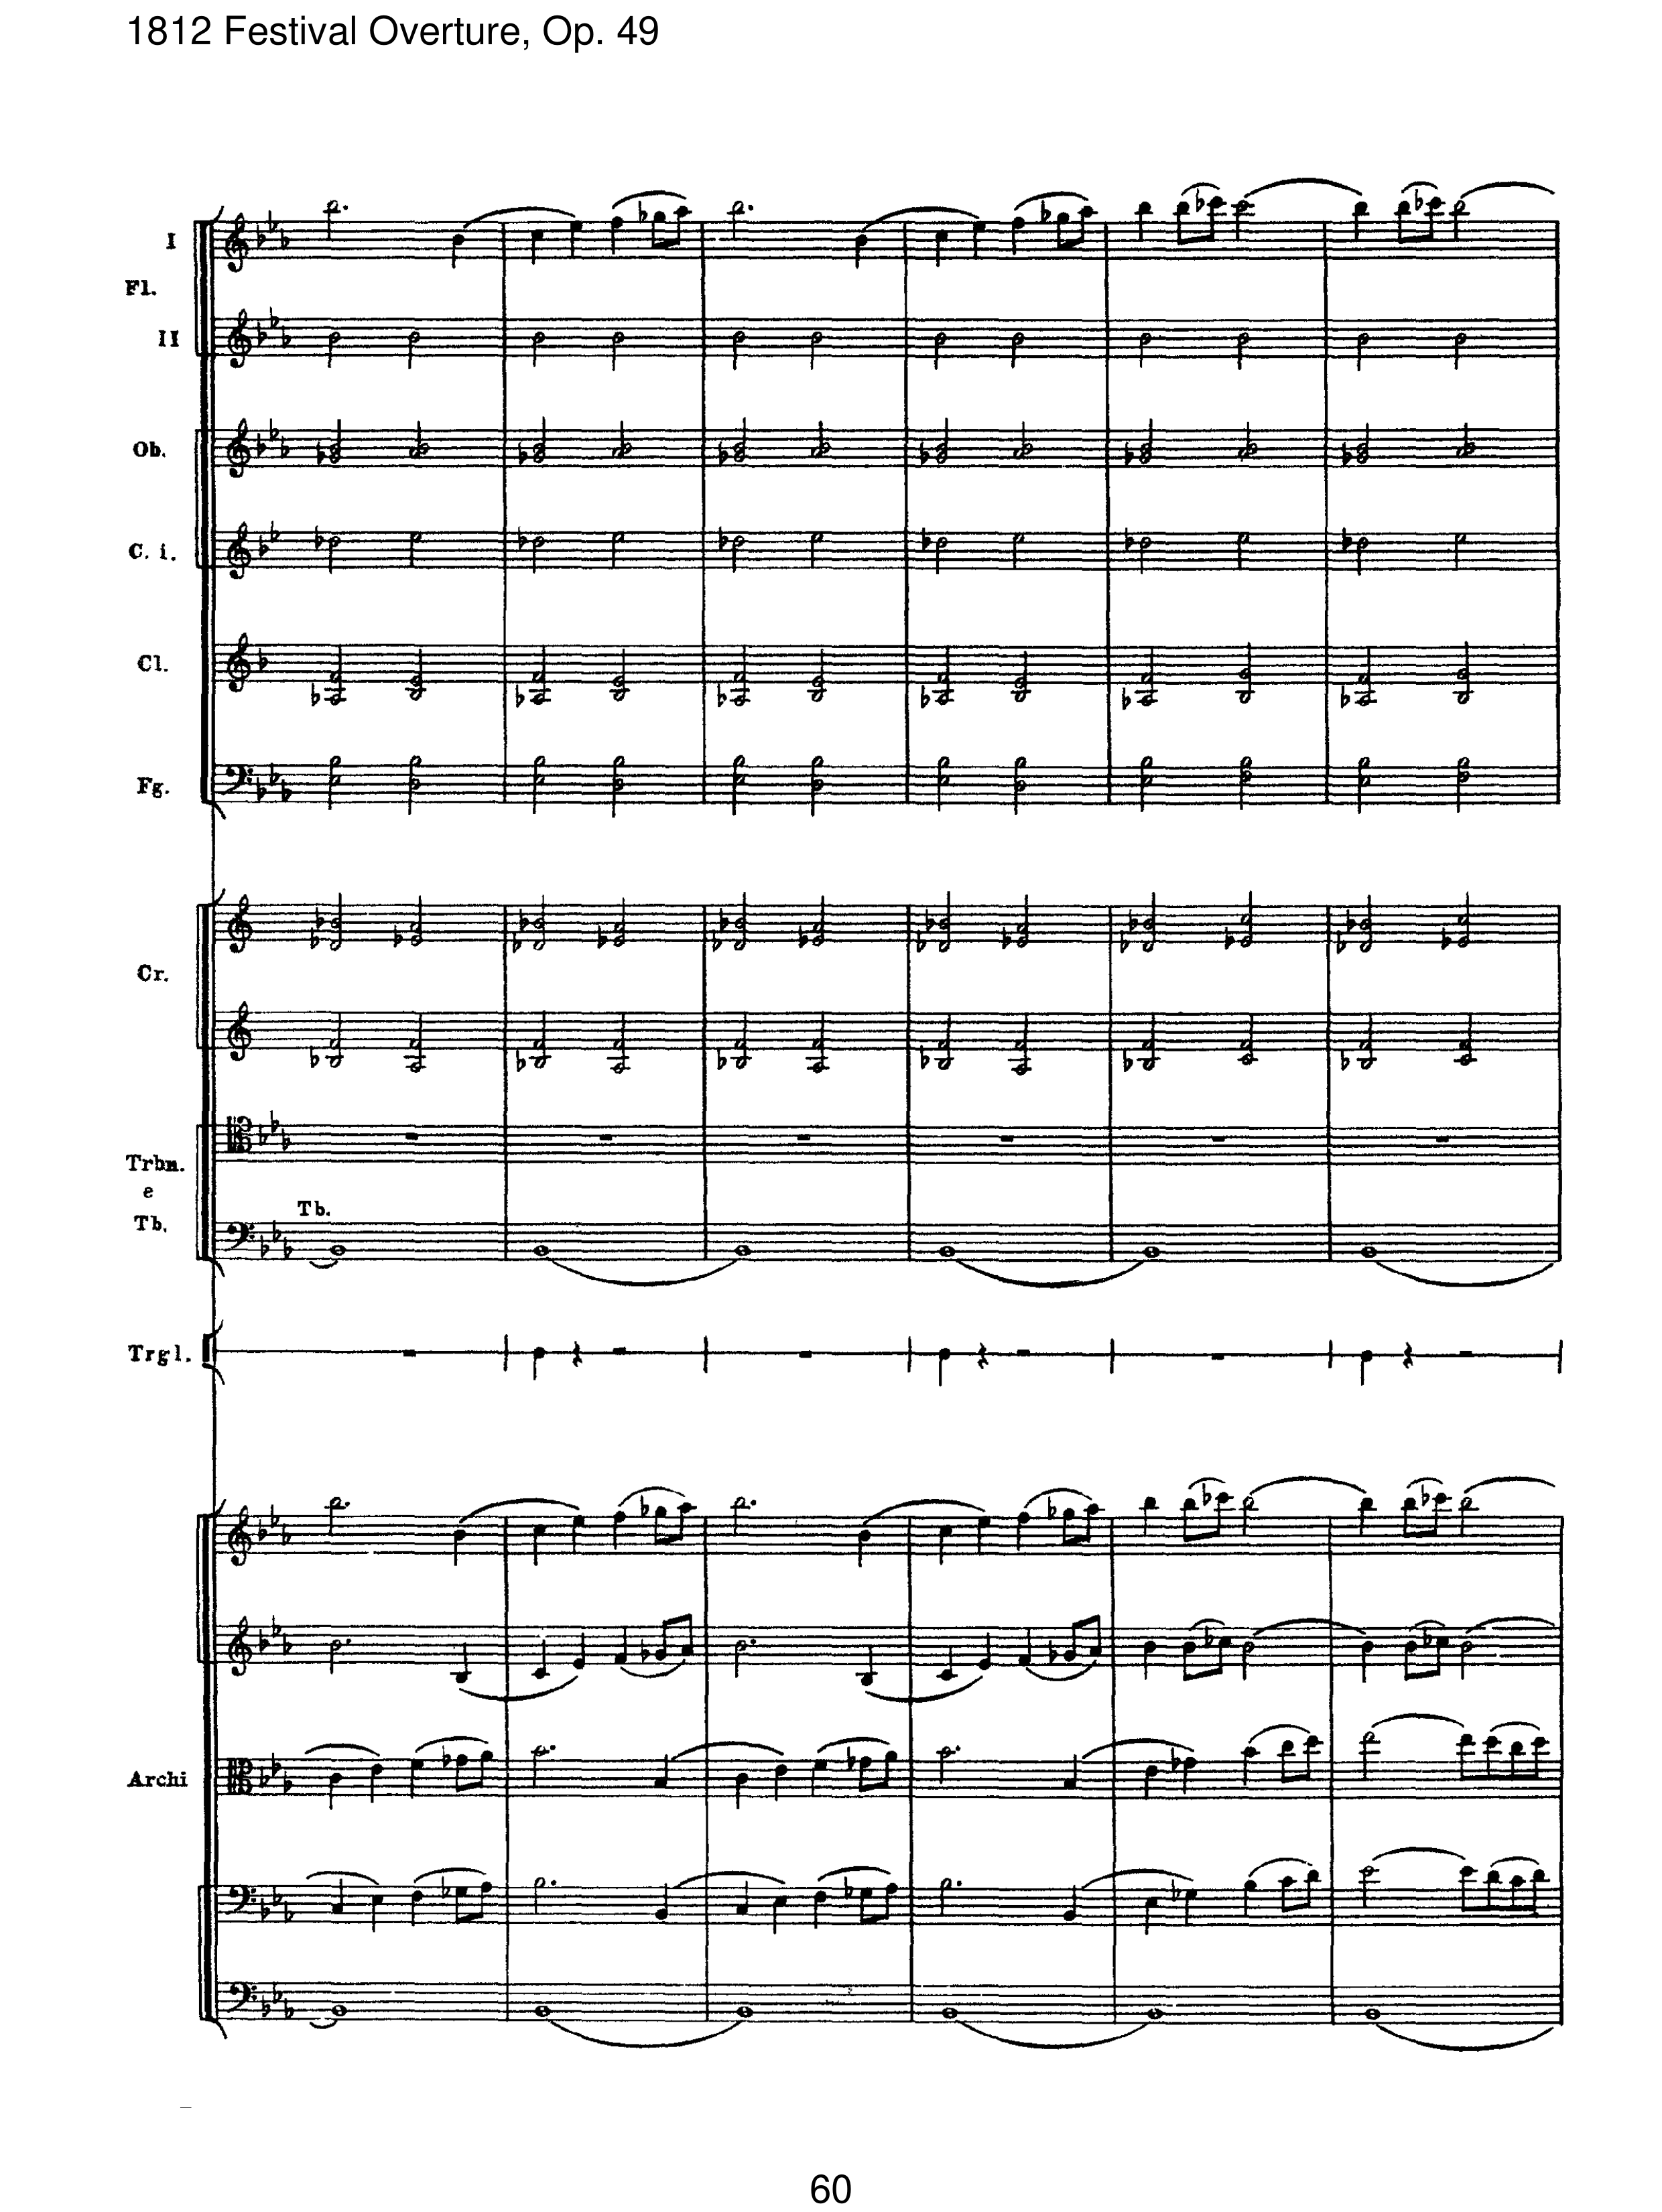 1812 Festival Overture, Op. 49
I
Fl.
II
Ob.
C. i.
Cl.
Fg.
Cr.
Trbn.
e
Tb.
Tb.
Trgl.
Archi
60